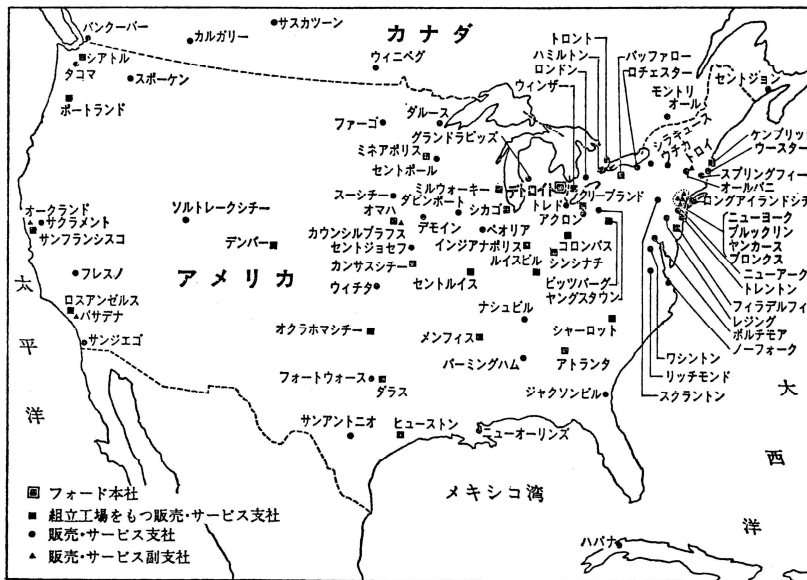 カナダ
サスカツーン
バンクーバー
カルガリー
ウィニペグ
シアトル
タコマ
スポーケン
ポートランド
トロント
ハミルトン
ロンドン
ウィンザ
バッファロー
ロチェスター
モントリオール
セントジョン
シラキュース
ウチカ
トロイ
ケンブリッジ
ウースター
スプリングフィー
オールバニ
ロングアイランドシチ
ニューヨーク
ブルックリン
ヤンカース
ブロンクス
ニューアーク
トレントン
フィラデルフィ
レジング
ボルチモア
ノーフォーク
ワシントン
リッチモンド
スクラントン
ダルース
ファーゴ
グランドラピッズ
ミネアポリス
セントポール
ミルウォーキー
デトロイト
クリーブランド
スーシチー
ダビンポート
シカゴ
トレド
アクロン
オマハ
デモイン
ペオリア
カウンシルブラフス
セントジョセフ
インジアナポリス
コロンバス
ルイスビル
シンシナチ
カンサスシチー
ピッツバーグ
ヤングスタウン
ウィチタ
セントルイス
オークランド
サクラメント
サンフランシスコ
ソルトレークシチー
デンバー
アメリカ
フレスノ
ロスアンゼルス
パサデナ
サンジエゴ
オクラホマシチー
ナシュビル
メンフィス
シャーロット
バーミングハム
アトランタ
フォートウォース
ダラス
ジャクソンビル
サンアントニオ
ヒューストン
ニューオーリンズ
太平洋
大西洋
メキシコ湾
ハバナ
フォード本社
組立工場をもつ販売・サービス支社
販売・サービス支社
販売・サービス副支社